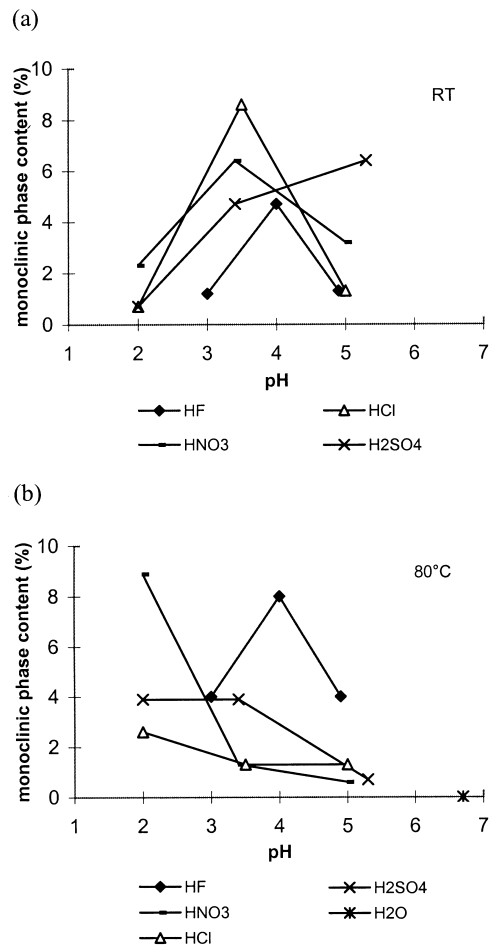 (a)
monoclinic phase content (%)
10
8
6
4
2
0
RT
1 2 3 4 5 6 7
pH
HF HCl
HNO3 H2SO4
(b)
monoclinic phase content (%)
10
8
6
4
2
0
80°C
1 2 3 4 5 6 7
pH
HF H2SO4
HNO3 H2O
HCl